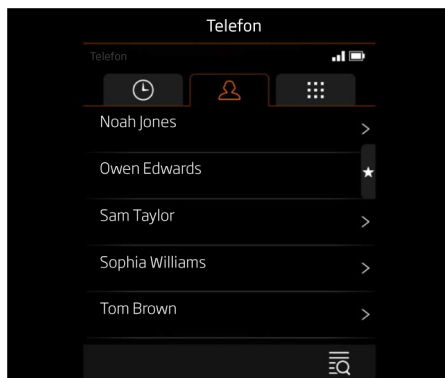 Telefon
Telefon
Noah Jones
Owen Edwards
Sam Taylor
Sophia Williams
Tom Brown